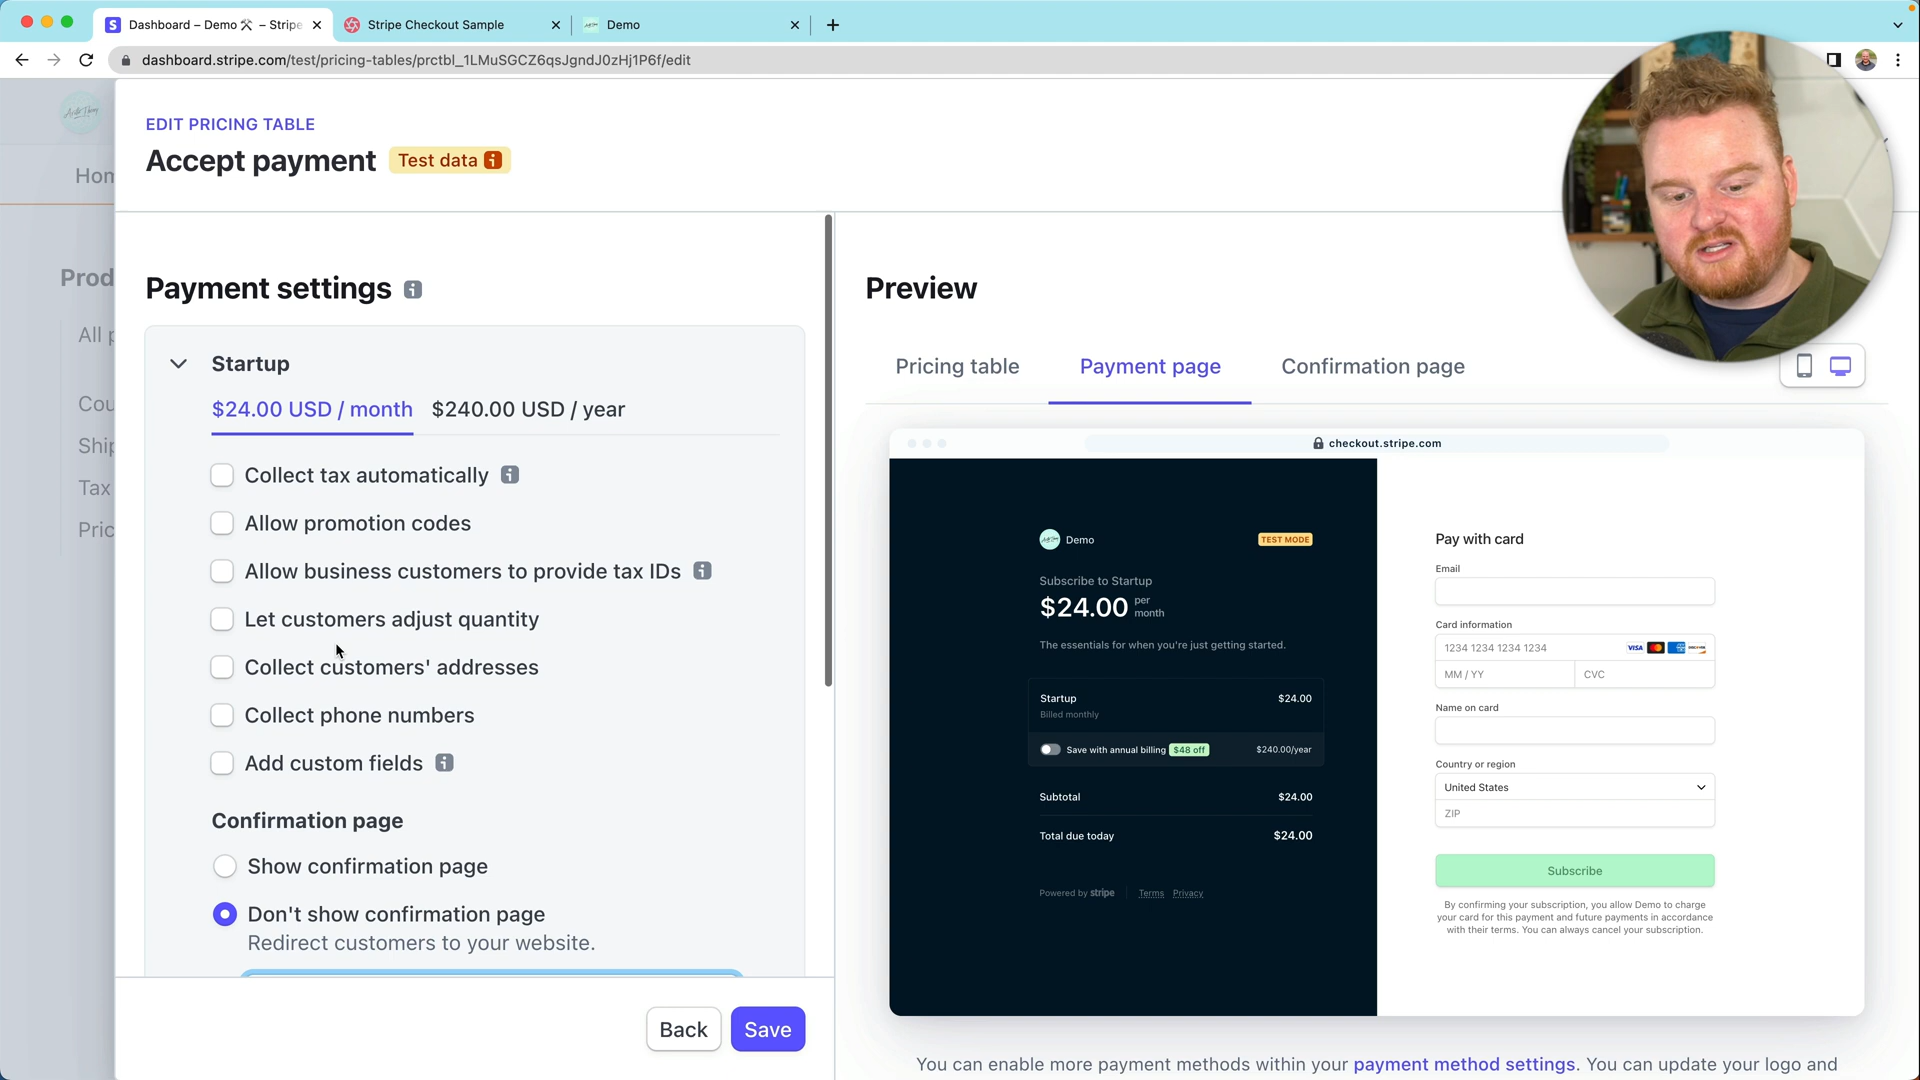 Dashboard – Demo 🛠 – Stripe
Stripe Checkout Sample
Demo
dashboard.stripe.com/test/pricing-tables/prctbl_1LMuSGCZ6qsJgndJ0zHj1P6f/edit
EDIT PRICING TABLE
Accept payment
Test data
Hom
Prod
All p
Cou
Ship
Tax
Pric
Payment settings
Startup
$24.00 USD / month
$240.00 USD / year
Collect tax automatically
Allow promotion codes
Allow business customers to provide tax IDs
Let customers adjust quantity
Collect customers' addresses
Collect phone numbers
Add custom fields
Confirmation page
Show confirmation page
Don't show confirmation page
Redirect customers to your website.
Back
Save
Preview
Pricing table
Payment page
Confirmation page
checkout.stripe.com
Demo
TEST MODE
Subscribe to Startup
$24.00 per month
The essentials for when you're just getting started.
Startup $24.00
Billed monthly
Save with annual billing $48 off $240.00/year
Subtotal $24.00
Total due today $24.00
Powered by stripe Terms Privacy
Pay with card
Email
Card information
1234 1234 1234 1234 VISA
MM / YY CVC
Name on card
Country or region
United States
ZIP
Subscribe
By confirming your subscription, you allow Demo to charge
your card for this payment and future payments in accordance
with their terms. You can always cancel your subscription.
You can enable more payment methods within your payment method settings. You can update your logo and